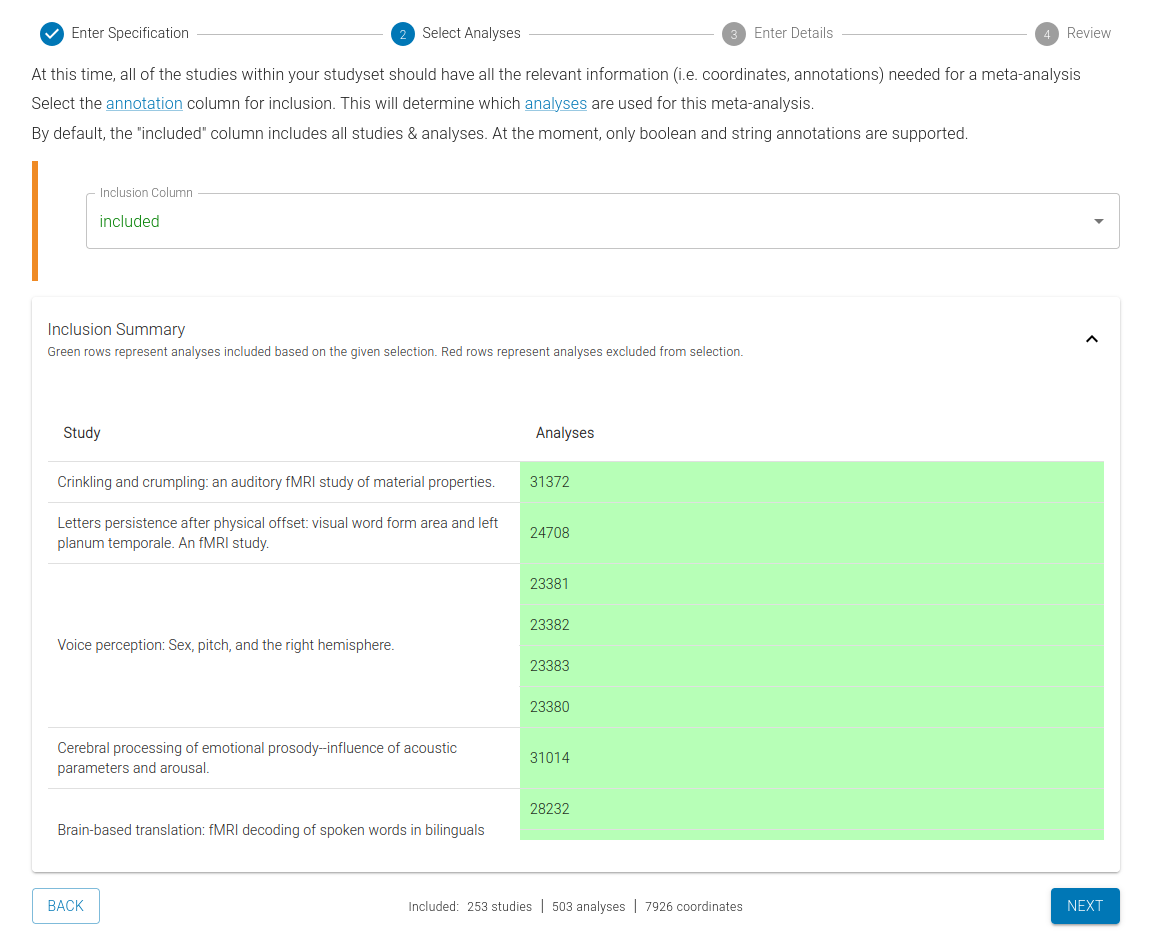 Enter Specification
2 Select Analyses
3 Enter Details
4 Review
At this time, all of the studies within your studyset should have all the relevant information (i.e. coordinates, annotations) needed for a meta-analysis
Select the annotation column for inclusion. This will determine which analyses are used for this meta-analysis.
By default, the "included" column includes all studies & analyses. At the moment, only boolean and string annotations are supported.
Inclusion Column
included
Inclusion Summary
Green rows represent analyses included based on the given selection. Red rows represent analyses excluded from selection.
Study Analyses
Crinkling and crumpling: an auditory fMRI study of material properties. 31372
Letters persistence after physical offset: visual word form area and left
planum temporale. An fMRI study.
24708
Voice perception: Sex, pitch, and the right hemisphere.
23381
23382
23383
23380
Cerebral processing of emotional prosody--influence of acoustic
parameters and arousal.
31014
Brain-based translation: fMRI decoding of spoken words in bilinguals
28232
BACK
Included: 253 studies | 503 analyses | 7926 coordinates
NEXT